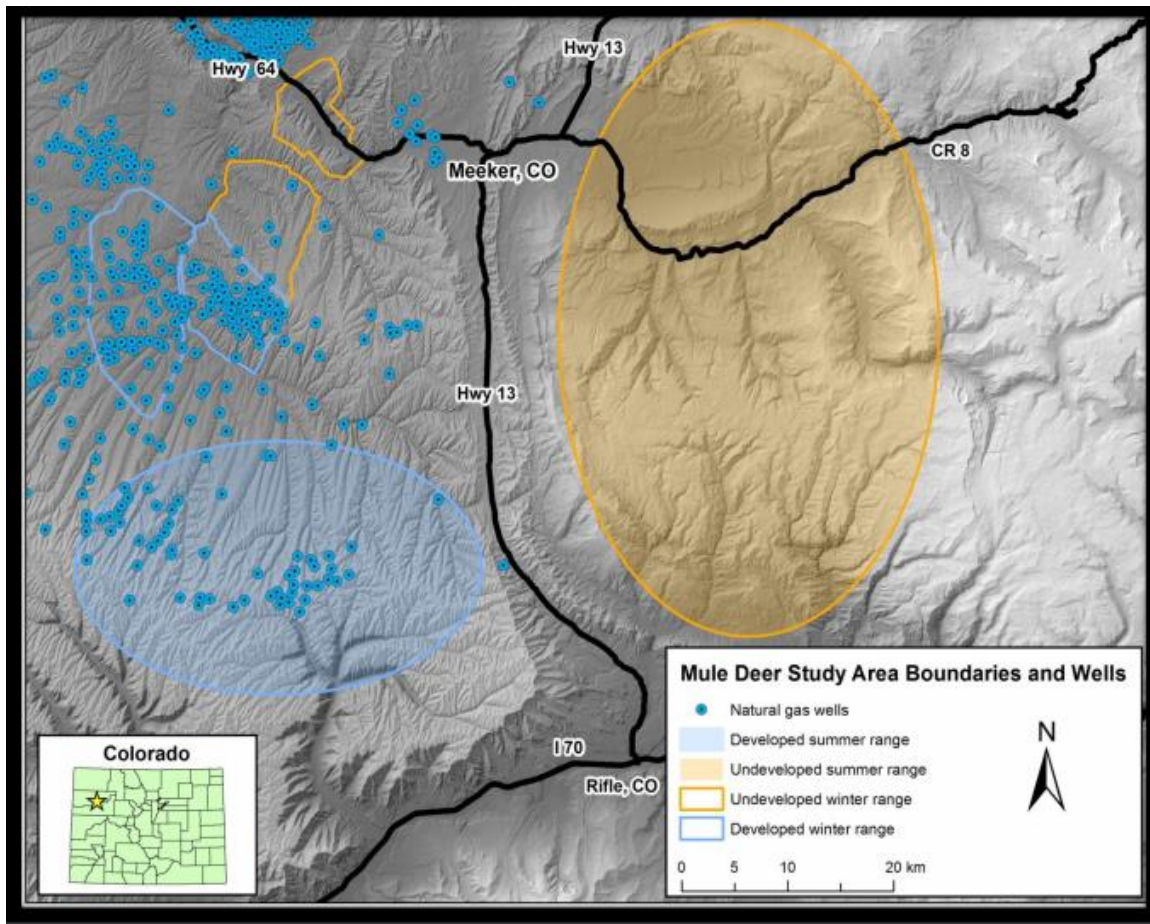 Hwy 13
Hwy 64
CR 8
Meeker, CO
Hwy 13
I 70
Rifle, CO
Colorado
Mule Deer Study Area Boundaries and Wells
Natural gas wells
Developed summer range
Undeveloped summer range
Undeveloped winter range
Developed winter range
N
0 5 10 20 km